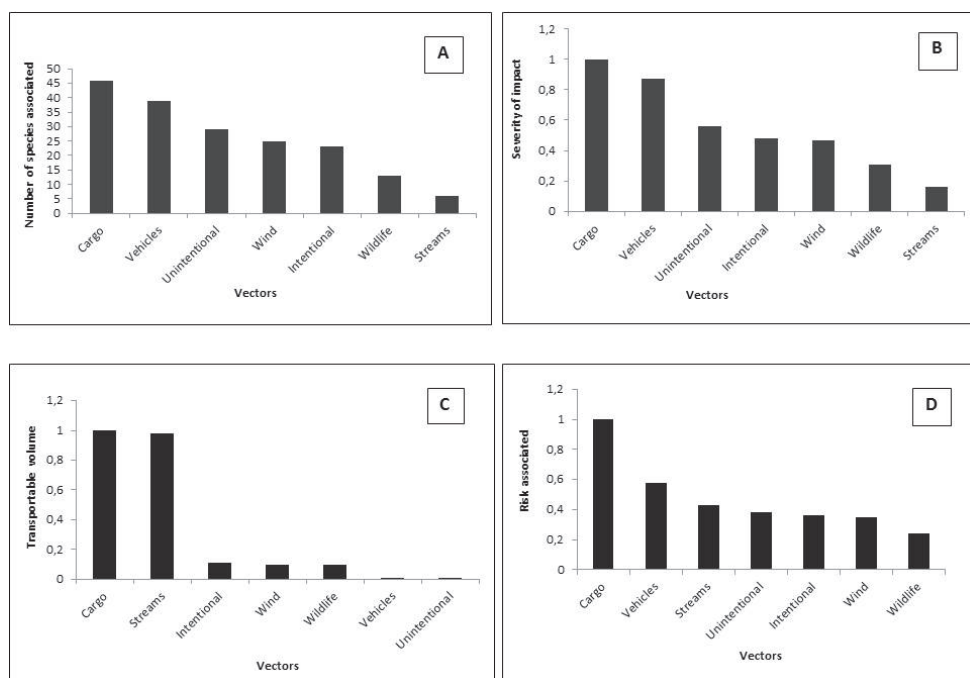 A
Number of species associated
50
45
40
35
30
25
20
15
10
5
0
Cargo
Vehicles
Unintentional
Wind
Intentional
Wildlife
Streams
Vectors
B
Severity of impact
1,2
1
0,8
0,6
0,4
0,2
0
Cargo
Vehicles
Unintentional
Intentional
Wind
Wildlife
Streams
Vectors
C
Transportable volume
1,2
1
0,8
0,6
0,4
0,2
0
Cargo
Streams
Intentional
Wind
Wildlife
Vehicles
Unintentional
Vectors
D
Risk associated
1,2
1
0,8
0,6
0,4
0,2
0
Cargo
Vehicles
Streams
Unintentional
Intentional
Wind
Wildlife
Vectors